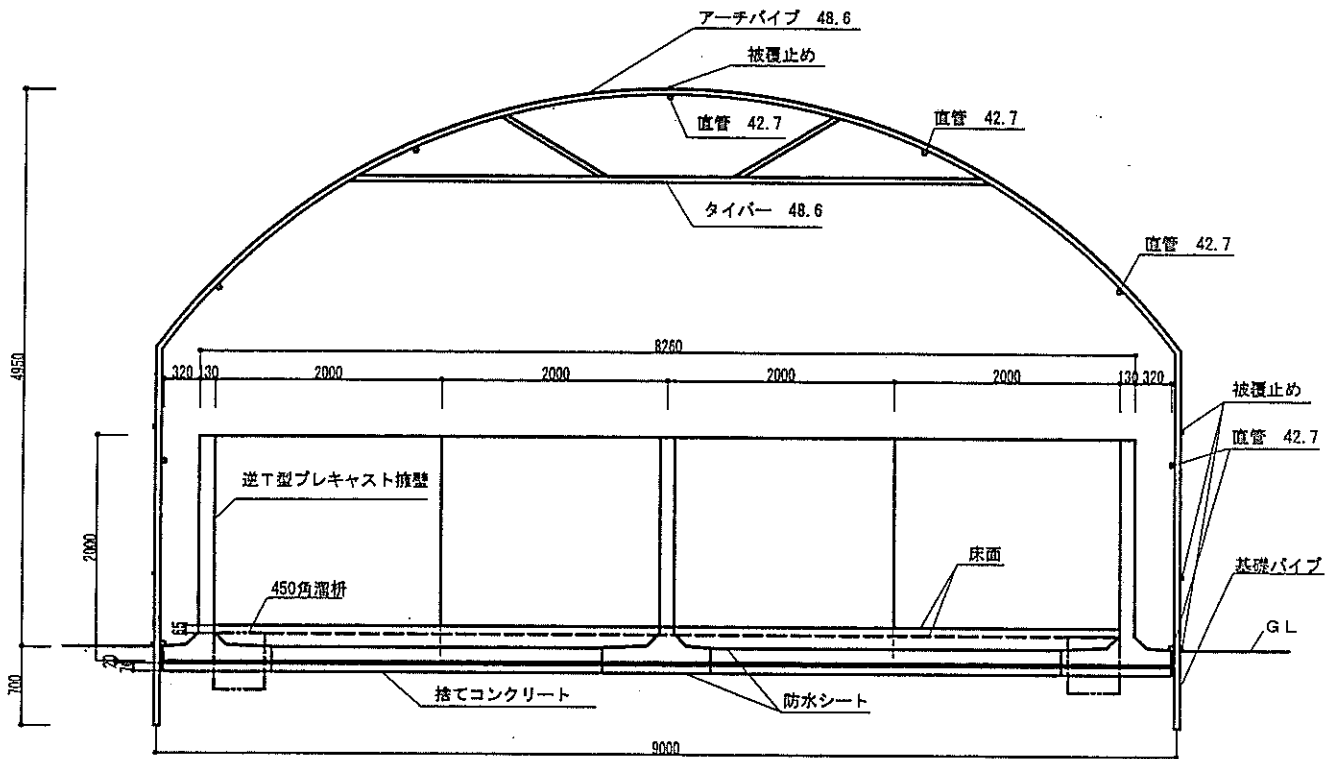 アーチパイプ 48.6
被覆止め
直管 42.7
直管 42.7
タイバー 48.6
直管 42.7
4950
8260
320
130
2000
2000
2000
2000
130
320
被覆止め
直管 42.7
逆T型プレキャスト擁壁
2000
床面
基礎パイプ
450角溜枡
65
GL
20
70
700
捨てコンクリート
防水シート
9000